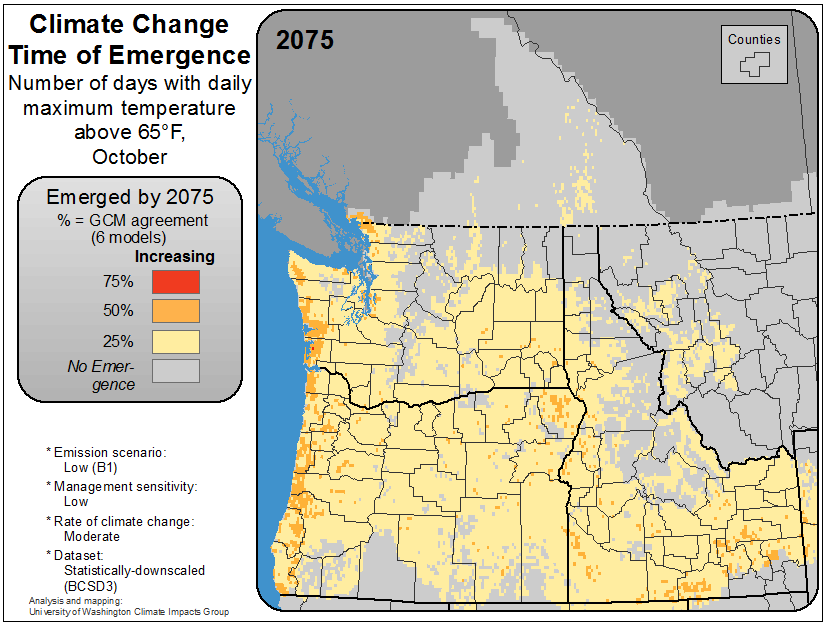 Climate Change
Time of Emergence
Number of days with daily
maximum temperature
above 65°F,
October
Emerged by 2075
% = GCM agreement
(6 models)
Increasing
75%
50%
25%
No Emer-
gence
* Emission scenario:
Low (B1)
* Management sensitivity:
Low
* Rate of climate change:
Moderate
* Dataset:
Statistically-downscaled
(BCSD3)
Analysis and mapping:
University of Washington Climate Impacts Group
2075
Counties